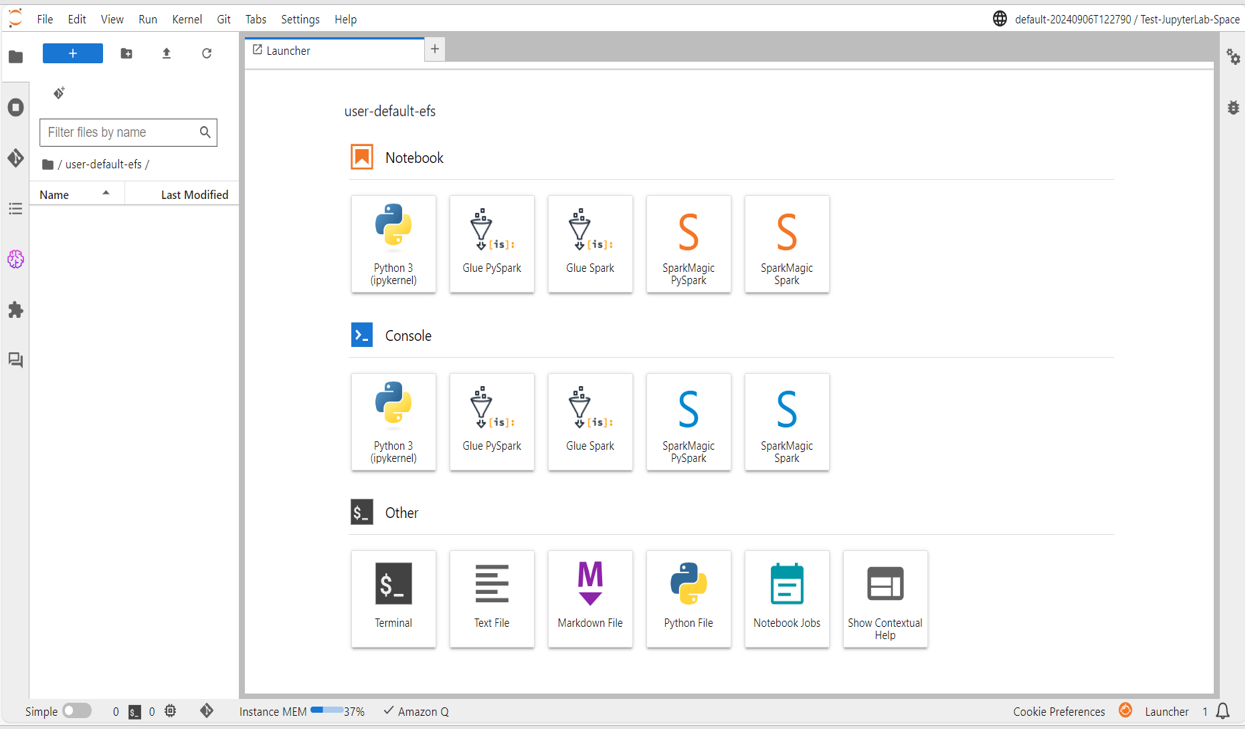 File Edit View Run Kernel Git Tabs Settings Help
default-20240906T122790 / Test-JupyterLab-Space
+
Launcher
+
Filter files by name
/ user-default-efs /
Name
Last Modified
user-default-efs
Notebook
Python 3
(ipykernel)
[is]:
Glue PySpark
[is]:
Glue Spark
S
SparkMagic
PySpark
S
SparkMagic
Spark
>_
Console
Python 3
(ipykernel)
[is]:
Glue PySpark
[is]:
Glue Spark
S
SparkMagic
PySpark
S
SparkMagic
Spark
$_
Other
$_
Terminal
Text File
M
Markdown File
Python File
Notebook Jobs
Show Contextual
Help
Simple
0
$_
0
Instance MEM
37%
Amazon Q
Cookie Preferences
Launcher
1